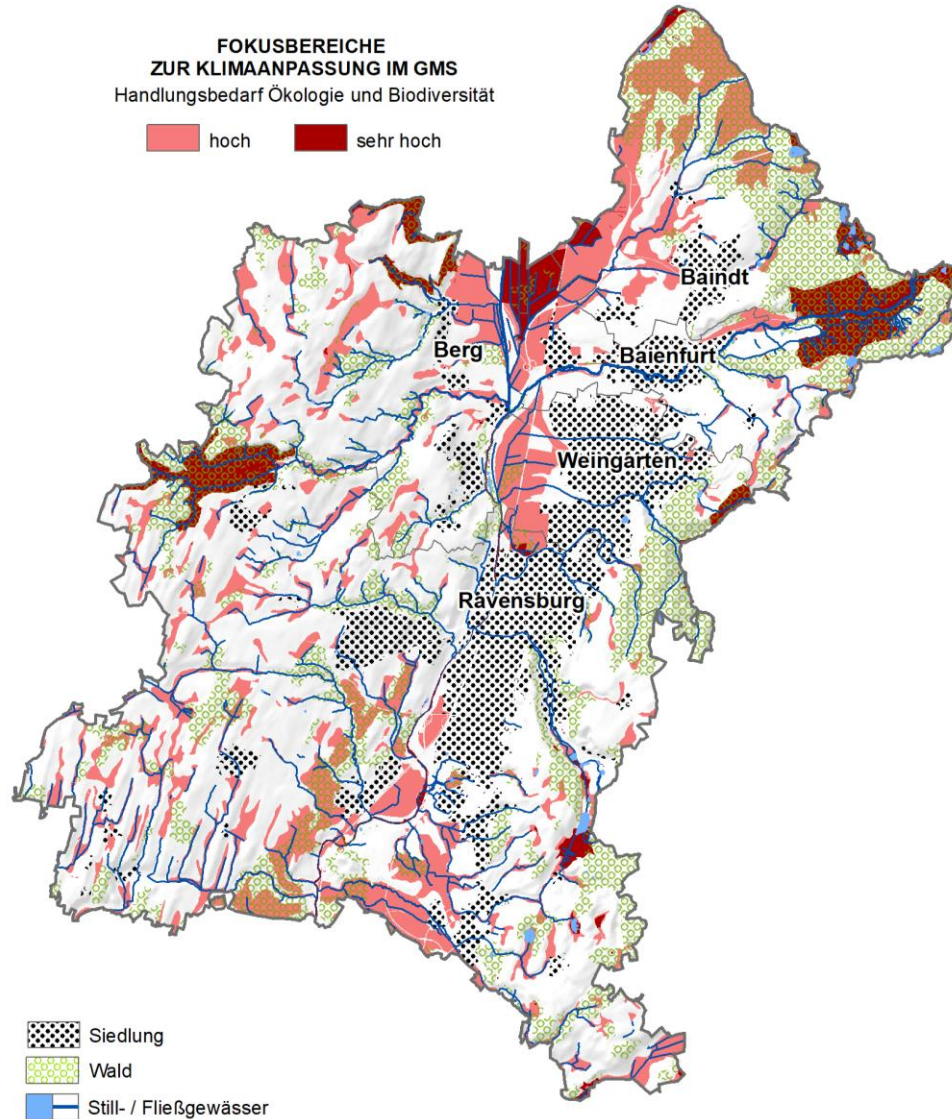 FOKUSBEREICHE
ZUR KLIMAANPASSUNG IM GMS
Handlungsbedarf Ökologie und Biodiversität
hoch
sehr hoch
Baindt
Berg
Baienfurt
Weingarten
Ravensburg
Siedlung
Wald
Still- / Fließgewässer